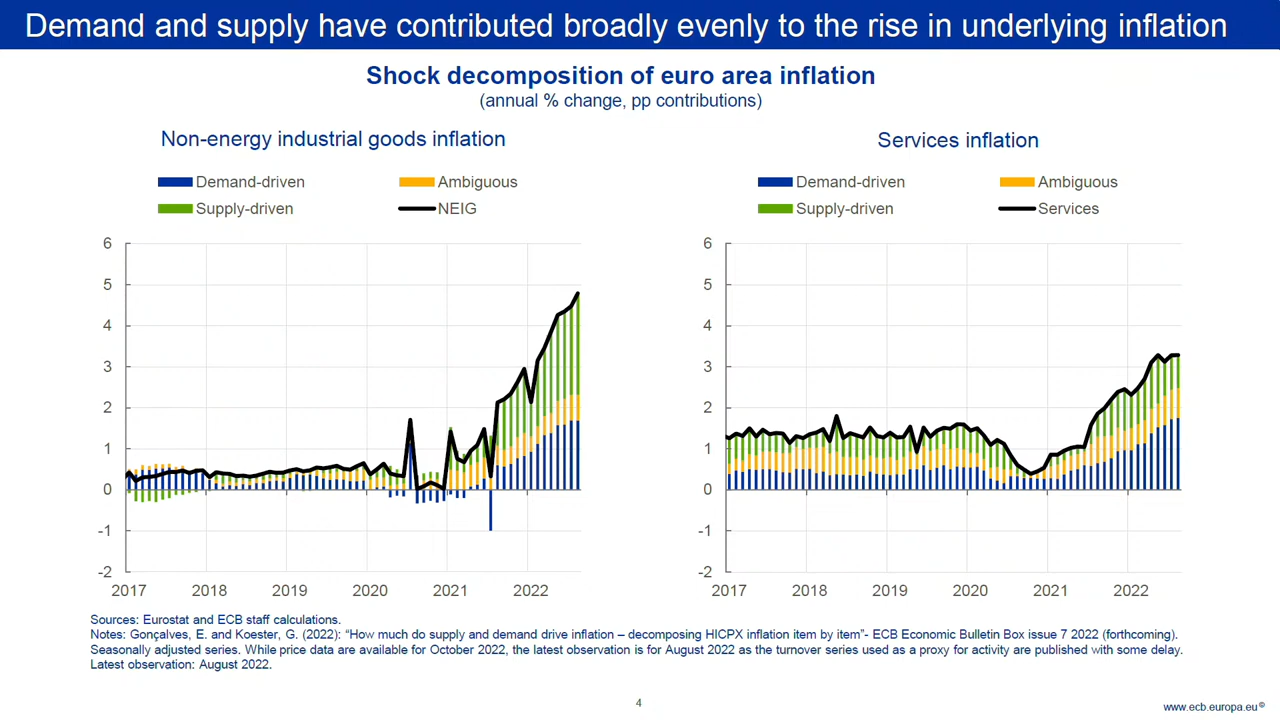 Demand and supply have contributed broadly evenly to the rise in underlying inflation
Shock decomposition of euro area inflation
(annual % change, pp contributions)
Non-energy industrial goods inflation
Demand-driven
Ambiguous
Supply-driven
NEIG
6
5
4
3
2
1
0
-1
-2
2017 2018 2019 2020 2021 2022
Services inflation
Demand-driven
Ambiguous
Supply-driven
Services
6
5
4
3
2
1
0
-1
-2
2017 2018 2019 2020 2021 2022
Sources: Eurostat and ECB staff calculations.
Notes: Gonçalves, E. and Koester, G. (2022): “How much do supply and demand drive inflation – decomposing HICPX inflation item by item”- ECB Economic Bulletin Box issue 7 2022 (forthcoming).
Seasonally adjusted series. While price data are available for October 2022, the latest observation is for August 2022 as the turnover series used as a proxy for activity are published with some delay.
Latest observation: August 2022.
4
www.ecb.europa.eu ©